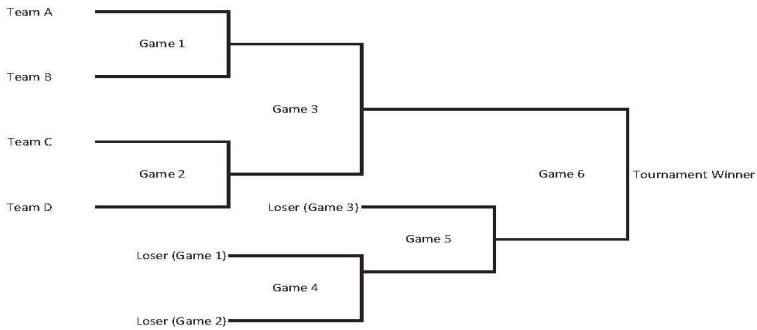 Team A
Game 1
Team B
Game 3
Team C
Game 2
Game 6
Tournament Winner
Team D
Loser (Game 3)
Game 5
Loser (Game 1)
Game 4
Loser (Game 2)